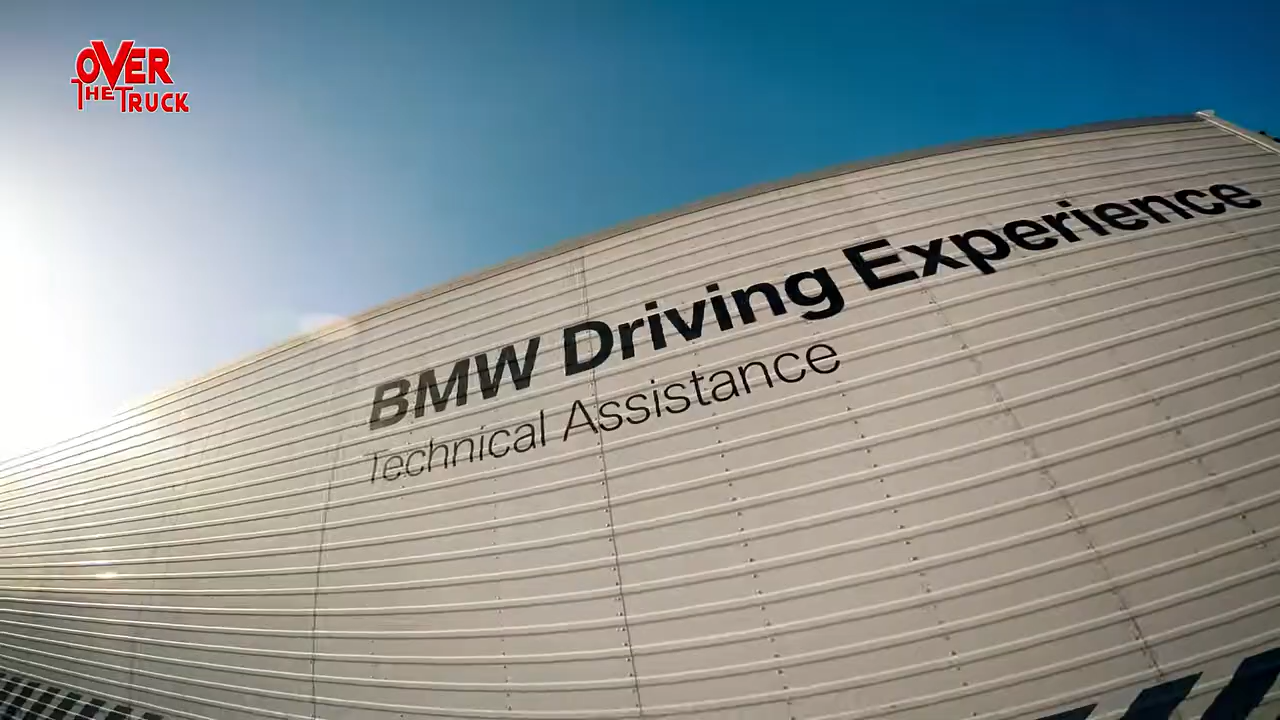 OVER
THE TRUCK
BMW Driving Experience
Technical Assistance